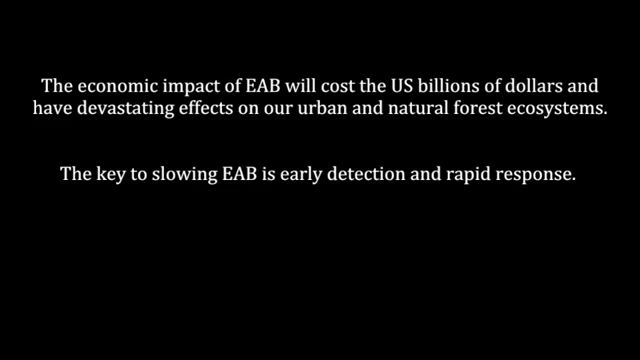 The economic impact of EAB will cost the US billions of dollars and
have devastating effects on our urban and natural forest ecosystems.
The key to slowing EAB is early detection and rapid response.